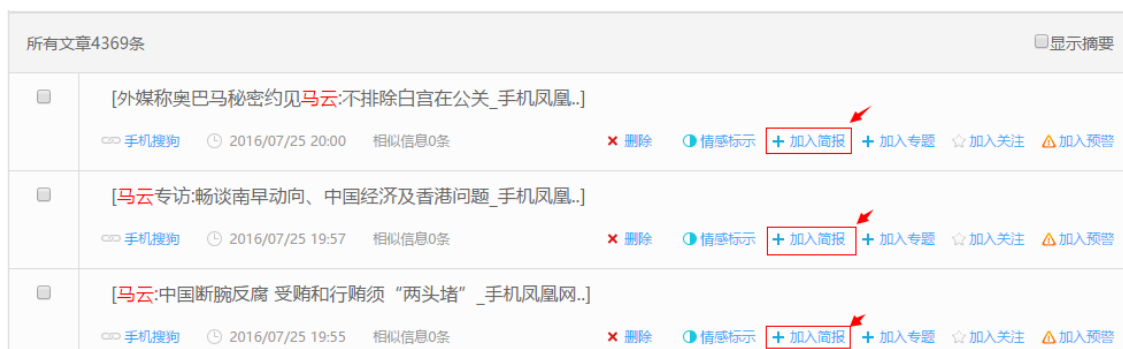 所有文章4369条 显示摘要
[外媒称奥巴马秘密约见马云:不排除白宫在公关_手机凤凰..]
手机搜狗 2016/07/25 20:00 相似信息0条 删除 情感标示 加入简报 加入专题 加入关注 加入预警
[马云专访:畅谈南早动向、中国经济及香港问题_手机凤凰..]
手机搜狗 2016/07/25 19:57 相似信息0条 删除 情感标示 加入简报 加入专题 加入关注 加入预警
[马云:中国断腕反腐 受贿和行贿须“两头堵”_手机凤凰网..]
手机搜狗 2016/07/25 19:55 相似信息0条 删除 情感标示 加入简报 加入专题 加入关注 加入预警